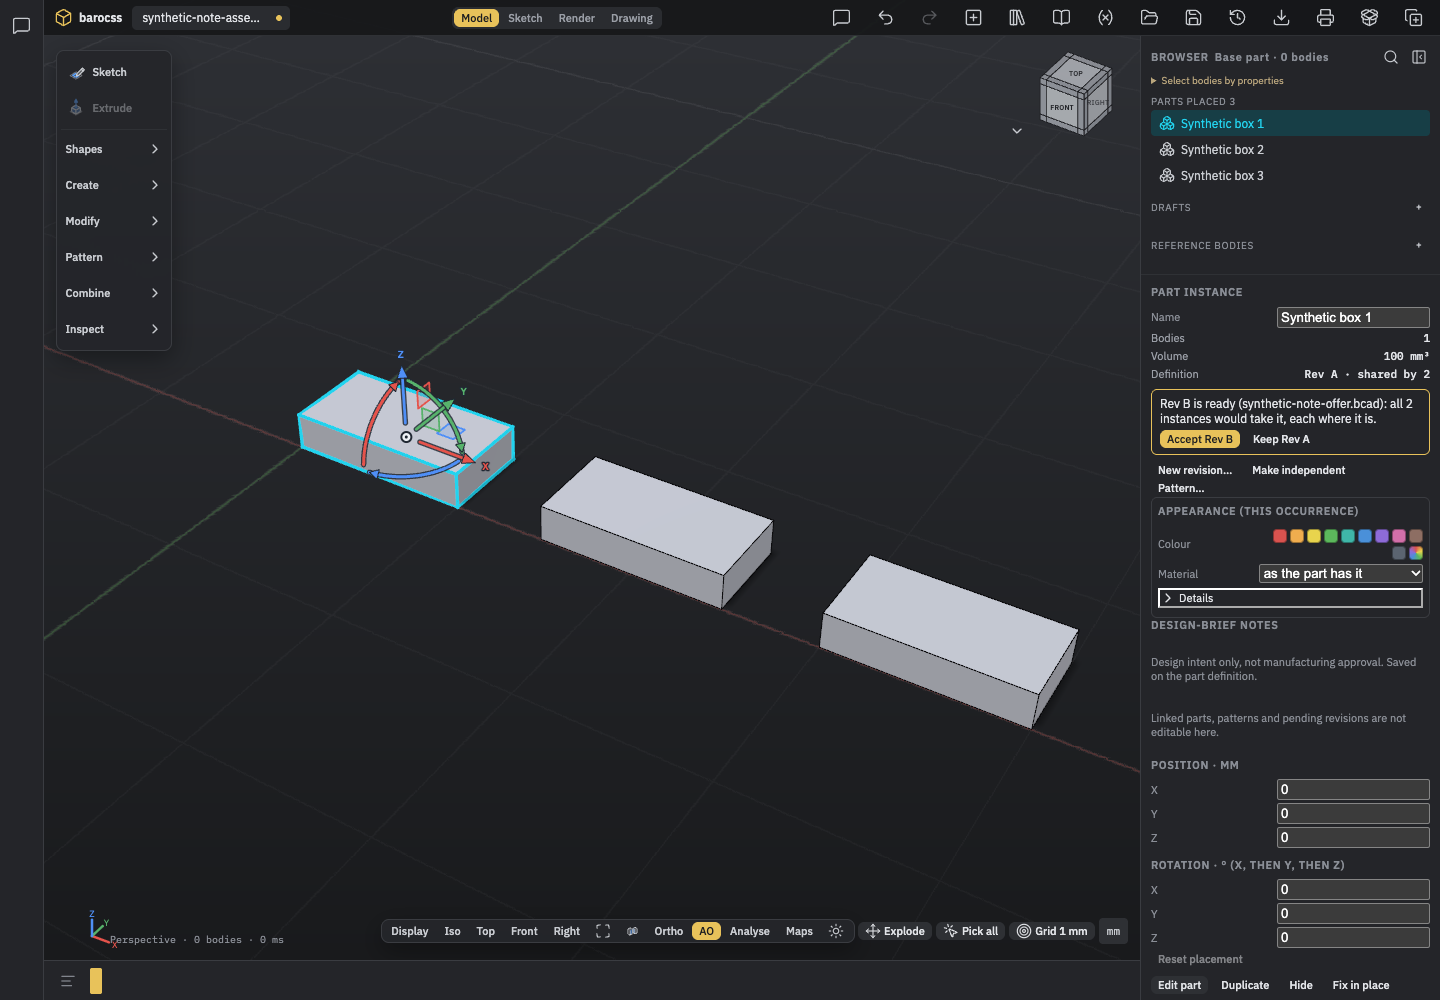 barocss
synthetic-note-asse...
Model
Sketch
Render
Drawing
Sketch
Extrude
Shapes
Create
Modify
Pattern
Combine
Inspect
TOP
FRONT
RIGHT
Z
Y
X
Z
Y
X
Perspective · 0 bodies · 0 ms
Display
Iso
Top
Front
Right
Ortho
AO
Analyse
Maps
Explode
Pick all
Grid 1 mm
mm
BROWSER Base part · 0 bodies
Select bodies by properties
PARTS PLACED 3
Synthetic box 1
Synthetic box 2
Synthetic box 3
DRAFTS +
REFERENCE BODIES +
PART INSTANCE
Name Synthetic box 1
Bodies 1
Volume 100 mm³
Definition Rev A · shared by 2
Rev B is ready (synthetic-note-offer.bcad): all 2
instances would take it, each where it is.
Accept Rev B Keep Rev A
New revision... Make independent
Pattern...
APPEARANCE (THIS OCCURRENCE)
Colour
Material as the part has it
Details
DESIGN-BRIEF NOTES
Design intent only, not manufacturing approval. Saved
on the part definition.
Linked parts, patterns and pending revisions are not
editable here.
POSITION · MM
X 0
Y 0
Z 0
ROTATION · ° (X, THEN Y, THEN Z)
X 0
Y 0
Z 0
Reset placement
Edit part Duplicate Hide Fix in place